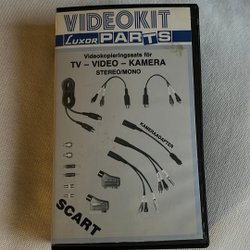 VIDEOKIT
LUXOR PARTS
Videokopieringssats för
TV – VIDEO – KAMERA
STEREO/MONO
KAMERAADAPTER
SCART